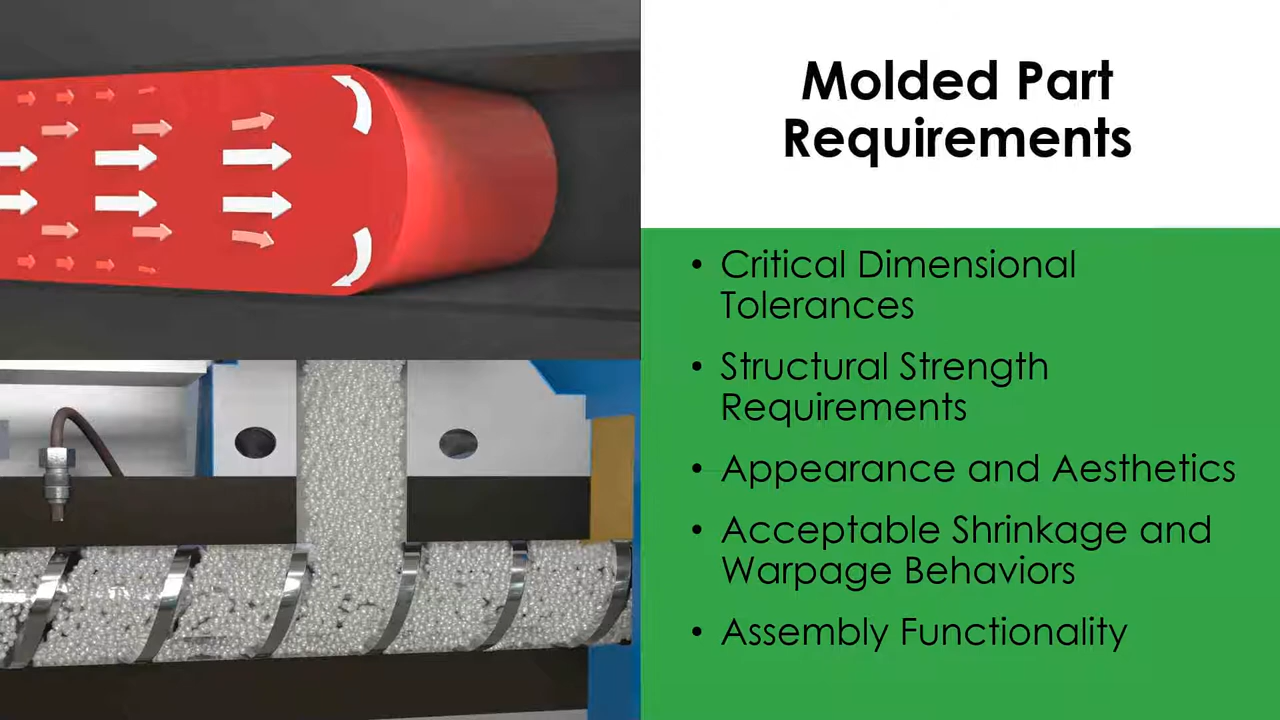 Molded Part
Requirements
• Critical Dimensional
Tolerances
• Structural Strength
Requirements
• Appearance and Aesthetics
• Acceptable Shrinkage and
Warpage Behaviors
• Assembly Functionality